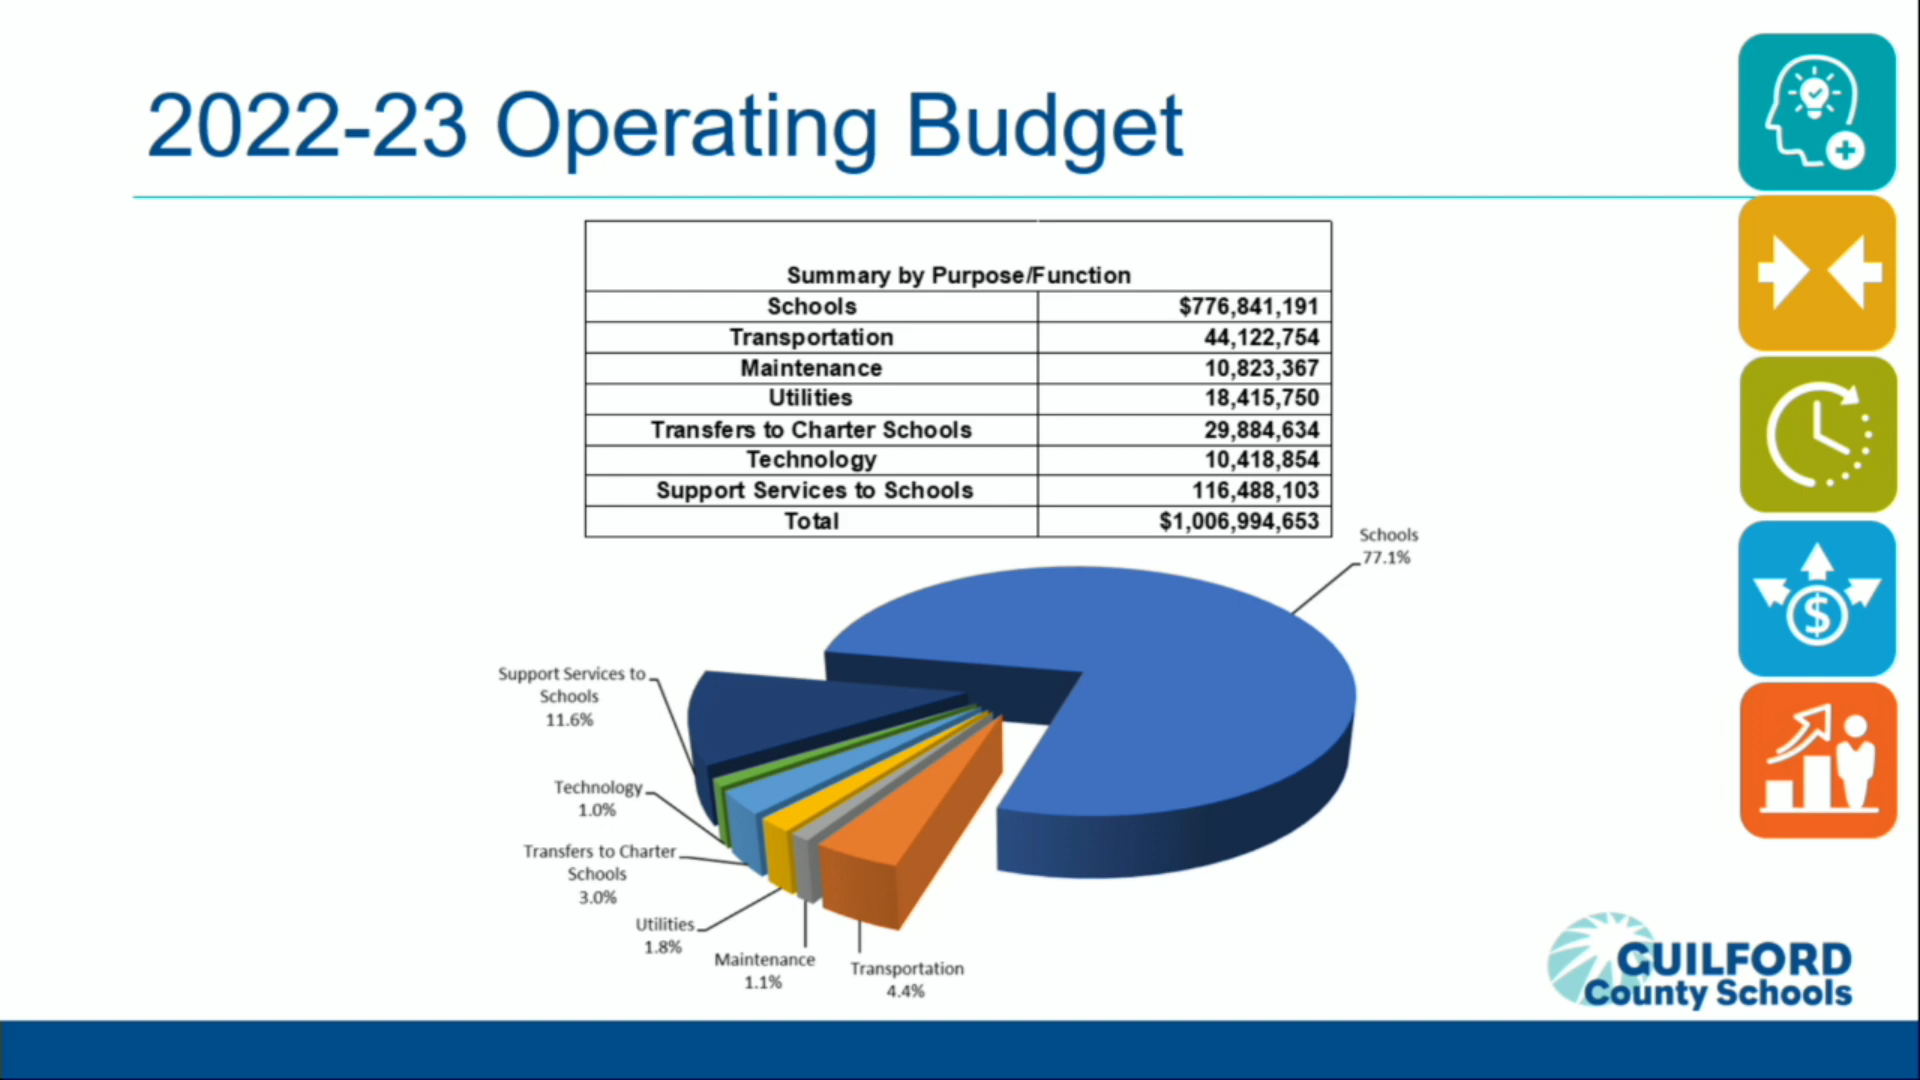 2022-23 Operating Budget
Summary by Purpose/Function
Schools $776,841,191
Transportation 44,122,754
Maintenance 10,823,367
Utilities 18,415,750
Transfers to Charter Schools 29,884,634
Technology 10,418,854
Support Services to Schools 116,488,103
Total $1,006,994,653
Schools
77.1%
Support Services to
Schools
11.6%
Technology
1.0%
Transfers to Charter
Schools
3.0%
Utilities
1.8%
Maintenance
1.1%
Transportation
4.4%
$
GUILFORD
County Schools